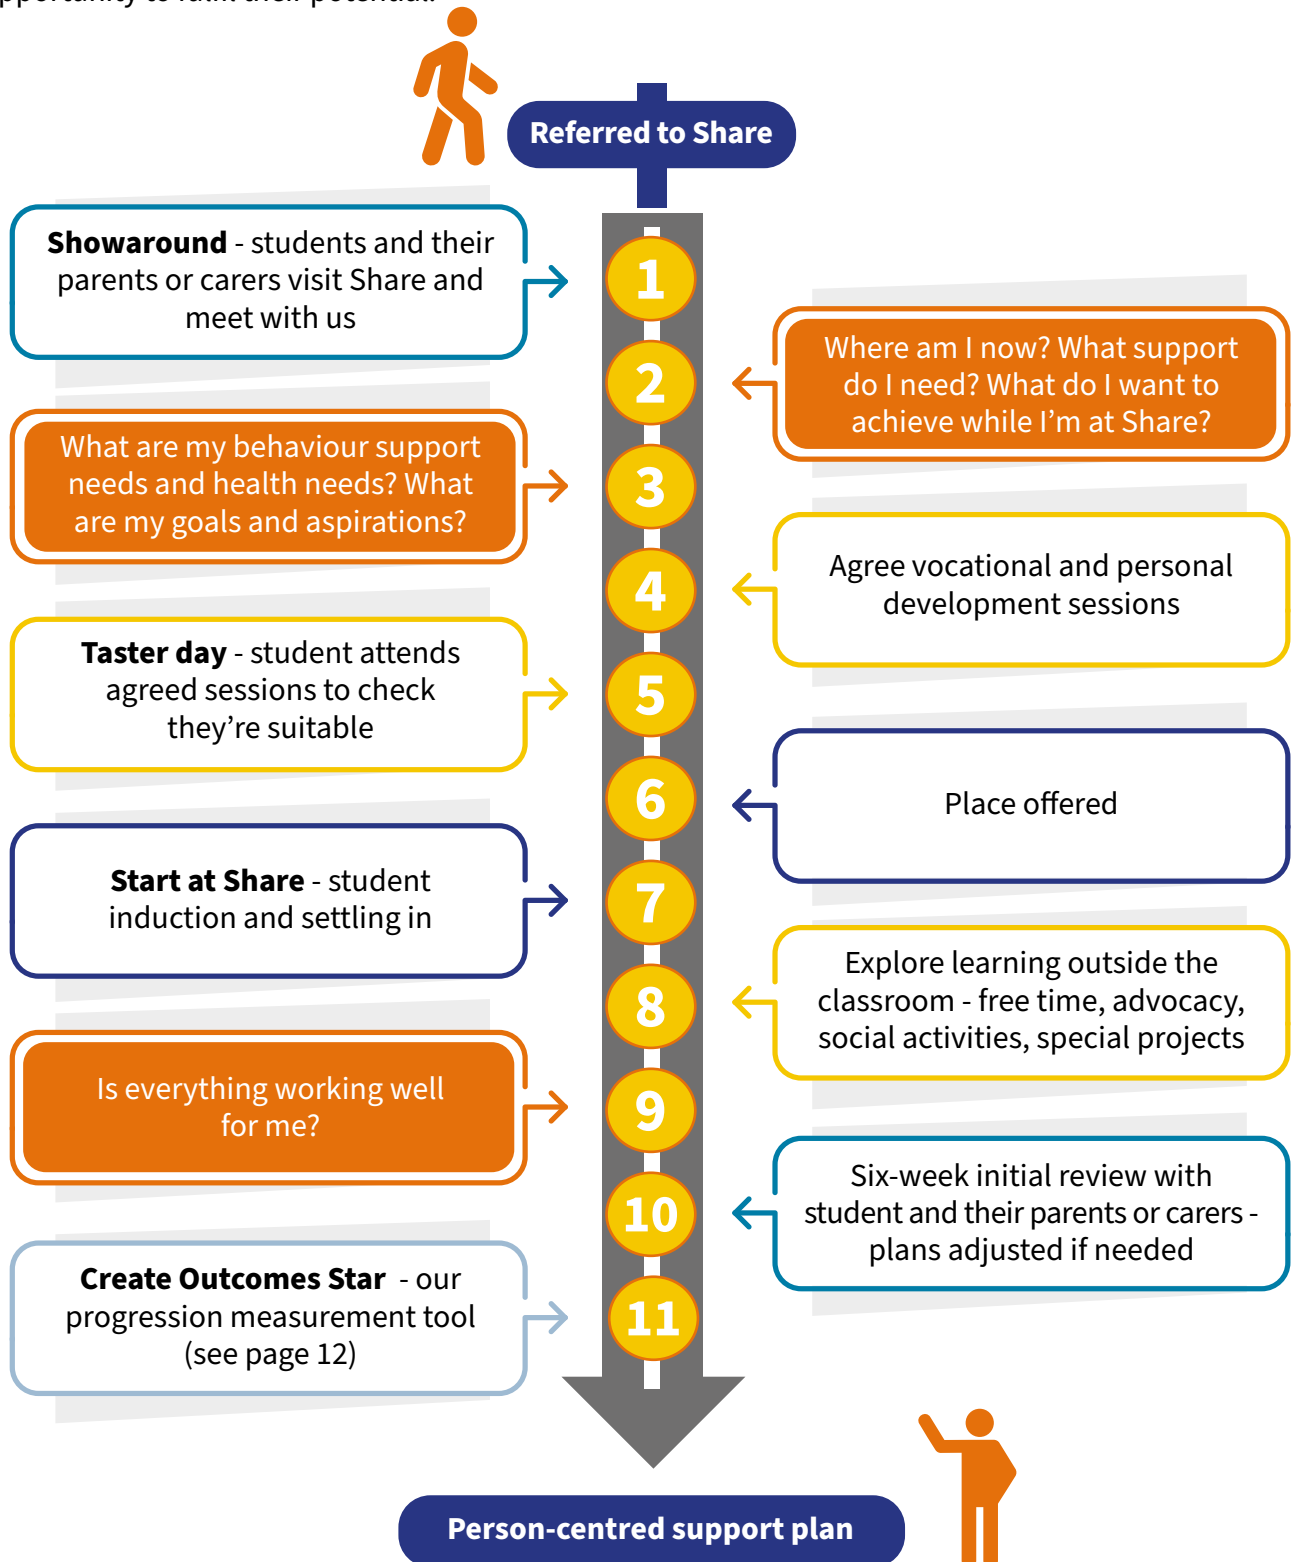 opportunity to fulfil their potential.
Referred to Share
Showaround - students and their
parents or carers visit Share and
meet with us
1
2
Where am I now? What support
do I need? What do I want to
achieve while I'm at Share?
What are my behaviour support
needs and health needs? What
are my goals and aspirations?
3
4
Agree vocational and personal
development sessions
Taster day - student attends
agreed sessions to check
they're suitable
5
6
Place offered
Start at Share - student
induction and settling in
7
8
Explore learning outside the
classroom - free time, advocacy,
social activities, special projects
Is everything working well
for me?
9
10
Six-week initial review with
student and their parents or carers -
plans adjusted if needed
Create Outcomes Star - our
progression measurement tool
(see page 12)
11
Person-centred support plan